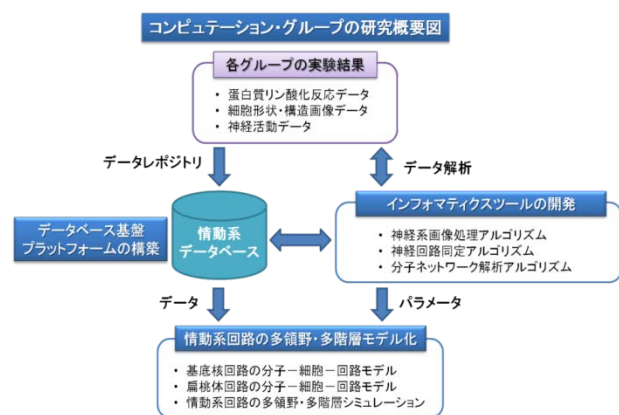 コンピュテーション・グループの研究概要図
各グループの実験結果
・ 蛋白質リン酸化反応データ
・ 細胞形状・構造画像データ
・ 神経活動データ
データレポジトリ
データ解析
データベース基盤
プラットフォームの構築
情動系
データベース
インフォマティクスツールの開発
・ 神経系画像処理アルゴリズム
・ 神経回路同定アルゴリズム
・ 分子ネットワーク解析アルゴリズム
データ
パラメータ
情動系回路の多領野・多階層モデル化
・ 基底核回路の分子－細胞－回路モデル
・ 扁桃体回路の分子－細胞－回路モデル
・ 情動系回路の多領野・多階層シミュレーション